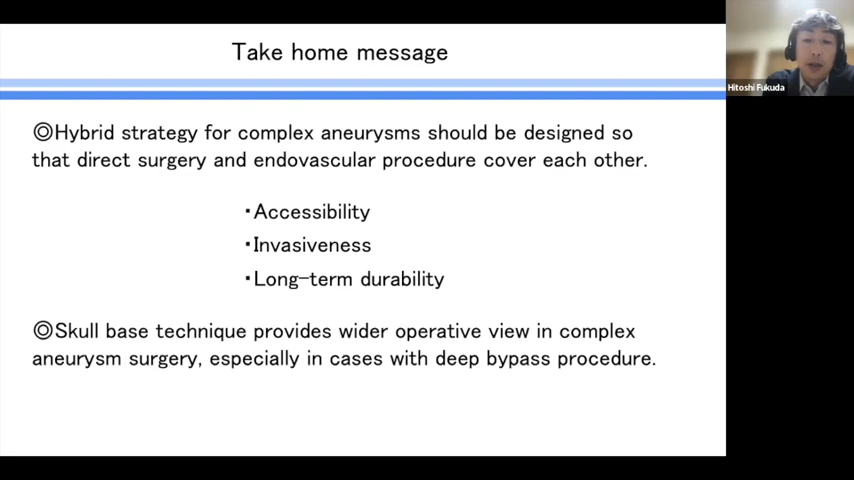 Take home message
Hitoshi Fukuda
◎Hybrid strategy for complex aneurysms should be designed so
that direct surgery and endovascular procedure cover each other.
・Accessibility
・Invasiveness
・Long-term durability
◎Skull base technique provides wider operative view in complex
aneurysm surgery, especially in cases with deep bypass procedure.